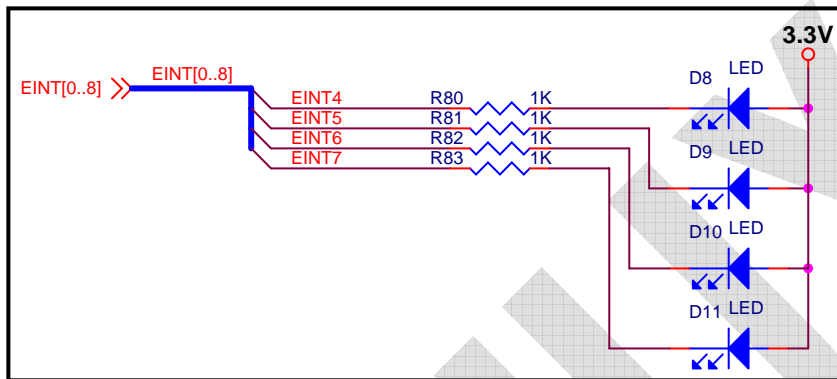 3.3V
EINT[0..8]
EINT[0..8]
D8 LED
EINT4 R80 1K
EINT5 R81 1K
EINT6 R82 1K
EINT7 R83 1K
D9 LED
D10 LED
D11 LED